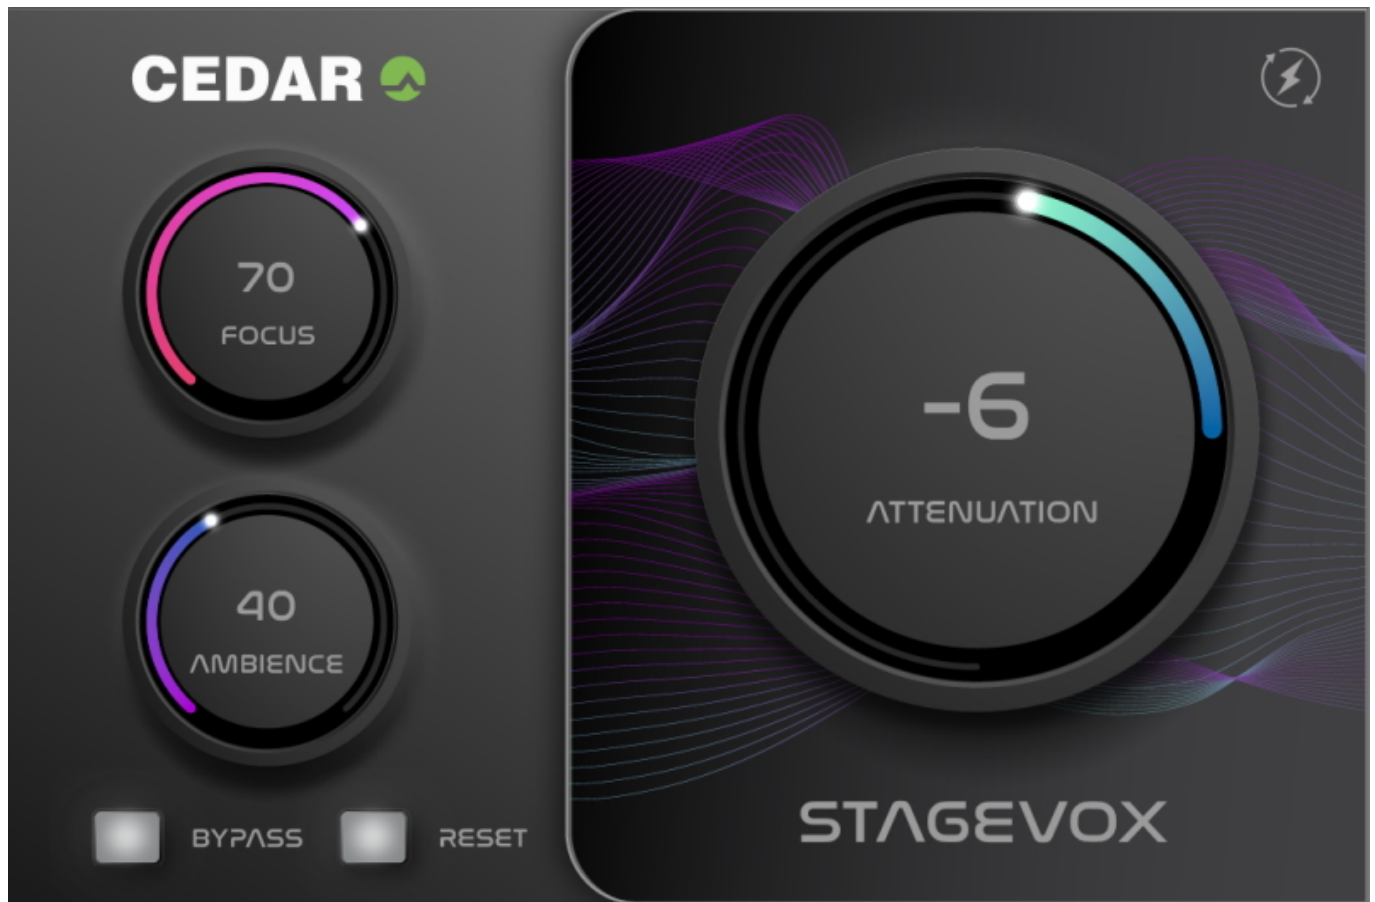 CEDAR
70
FOCUS
40
AMBIENCE
BYPASS
RESET
-6
ATTENUATION
STAGEVOX